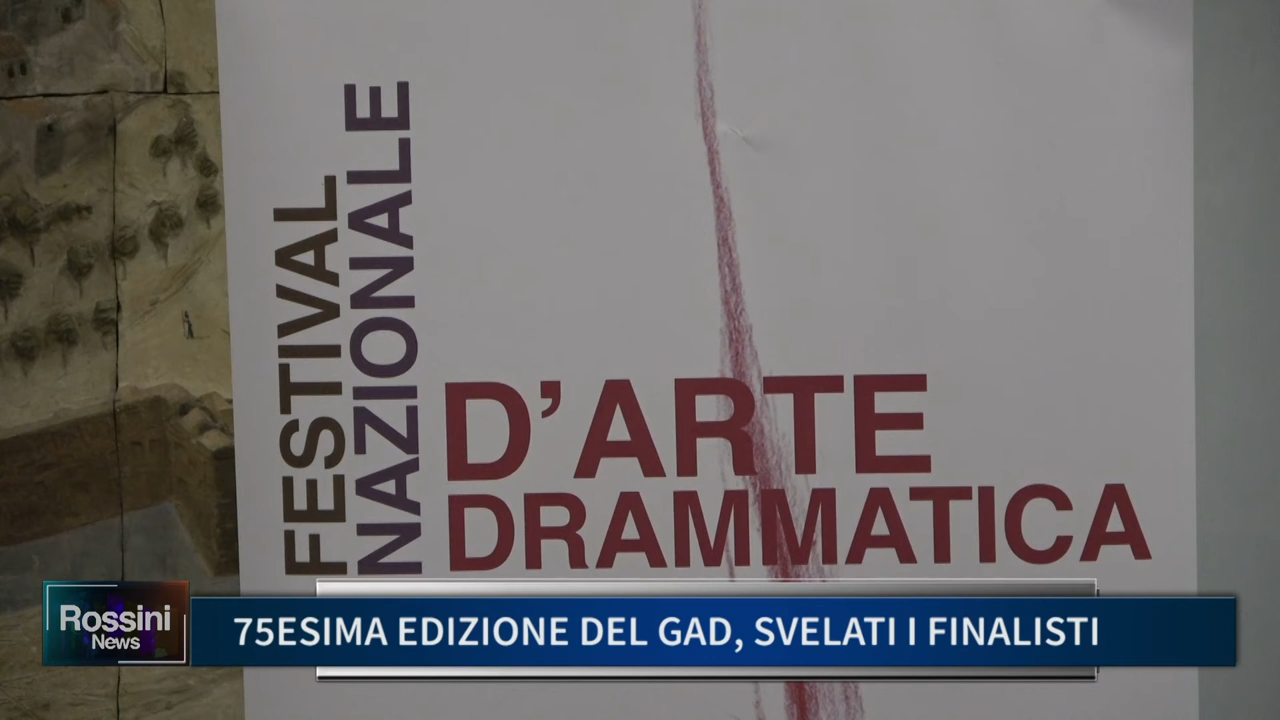 FESTIVAL
NAZIONALE
D'ARTE
DRAMMATICA
Rossini
News
75ESIMA EDIZIONE DEL GAD, SVELATI I FINALISTI